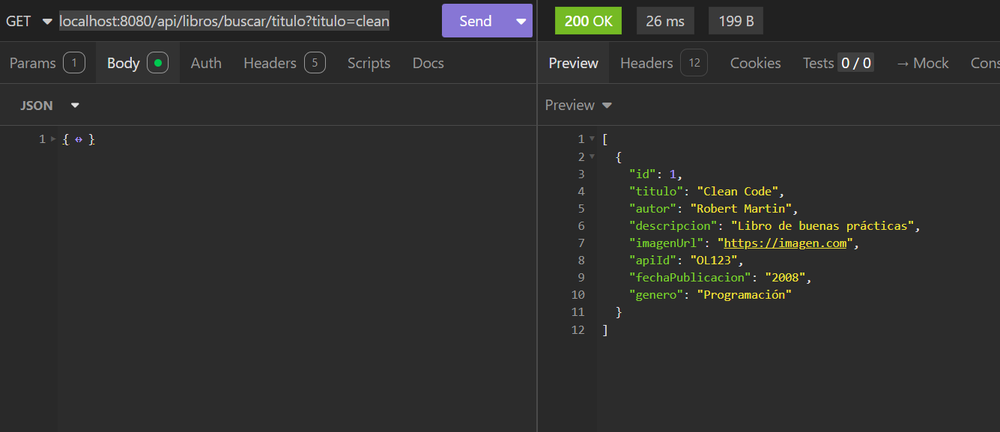 GET localhost:8080/api/libros/buscar/titulo?titulo=clean Send 200 OK 26 ms 199 B
Params 1 Body Auth Headers 5 Scripts Docs Preview Headers 12 Cookies Tests 0 / 0 → Mock Cons
JSON Preview
1 { ↔ }
1 [
2 {
3 "id": 1,
4 "titulo": "Clean Code",
5 "autor": "Robert Martin",
6 "descripcion": "Libro de buenas prácticas",
7 "imagenUrl": "https://imagen.com",
8 "apiId": "OL123",
9 "fechaPublicacion": "2008",
10 "genero": "Programación"
11 }
12 ]